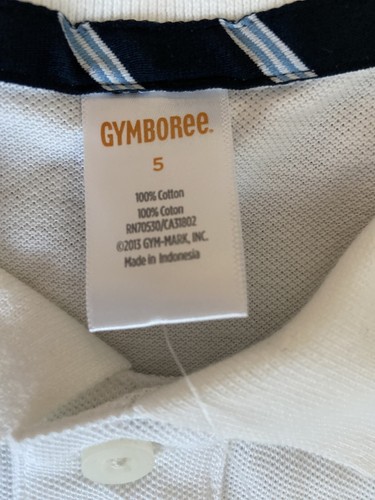 GYMBOREE.
5
100% Cotton
100% Coton
RN70530/CA31802
©2013 GYM-MARK, INC.
Made in Indonesia